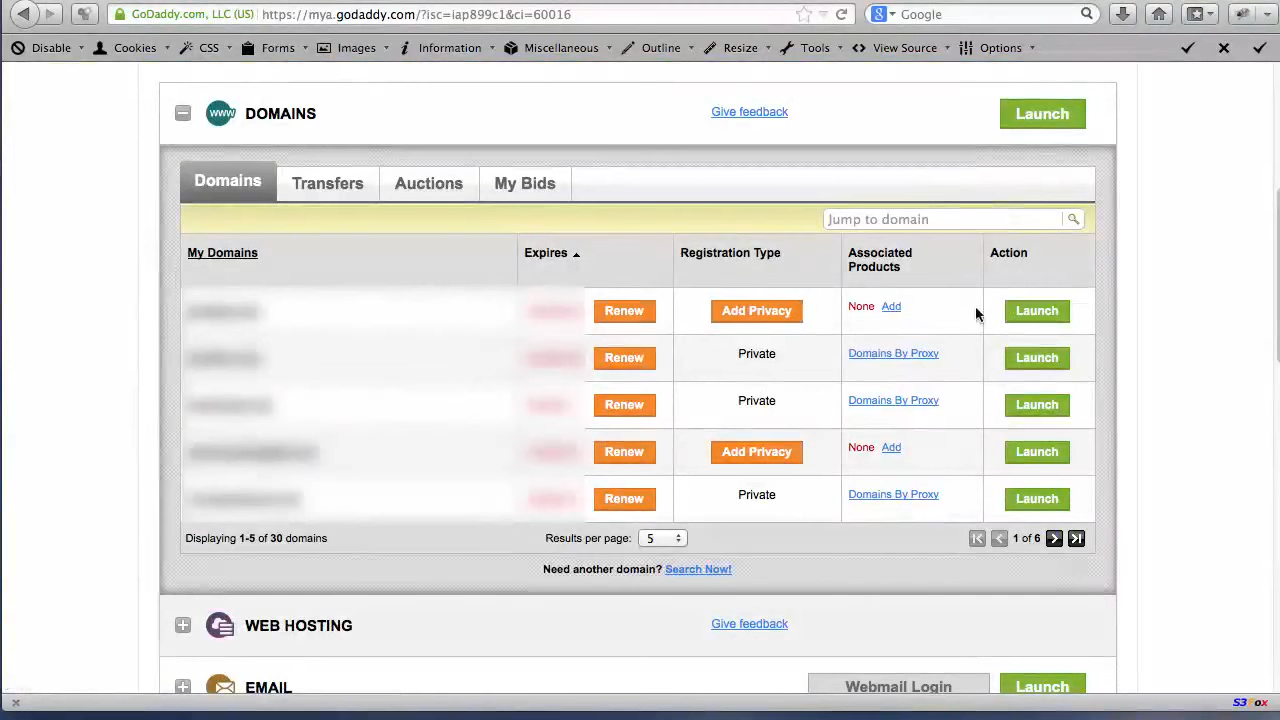 GoDaddy.com, LLC (US) https://mya.godaddy.com/?isc=iap899c1&ci=60016 Google
Disable Cookies CSS Forms Images Information Miscellaneous Outline Resize Tools View Source Options
www DOMAINS Give feedback Launch
Domains Transfers Auctions My Bids
Jump to domain
My Domains Expires Registration Type Associated Products Action
Renew Add Privacy None Add Launch
Renew Private Domains By Proxy Launch
Renew Private Domains By Proxy Launch
Renew Add Privacy None Add Launch
Renew Private Domains By Proxy Launch
Displaying 1-5 of 30 domains Results per page: 5 1 of 6
Need another domain? Search Now!
WEB HOSTING Give feedback
EMAIL Webmail Login Launch
S3Fox